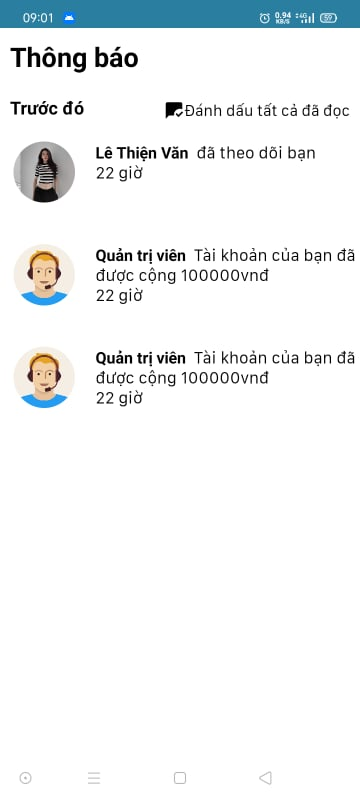 09:01 0.94 KB/S 4G 59
Thông báo
Trước đó Đánh dấu tất cả đã đọc
Lê Thiện Văn đã theo dõi bạn
22 giờ
Quản trị viên Tài khoản của bạn đã
được cộng 100000vnđ
22 giờ
Quản trị viên Tài khoản của bạn đã
được cộng 100000vnđ
22 giờ